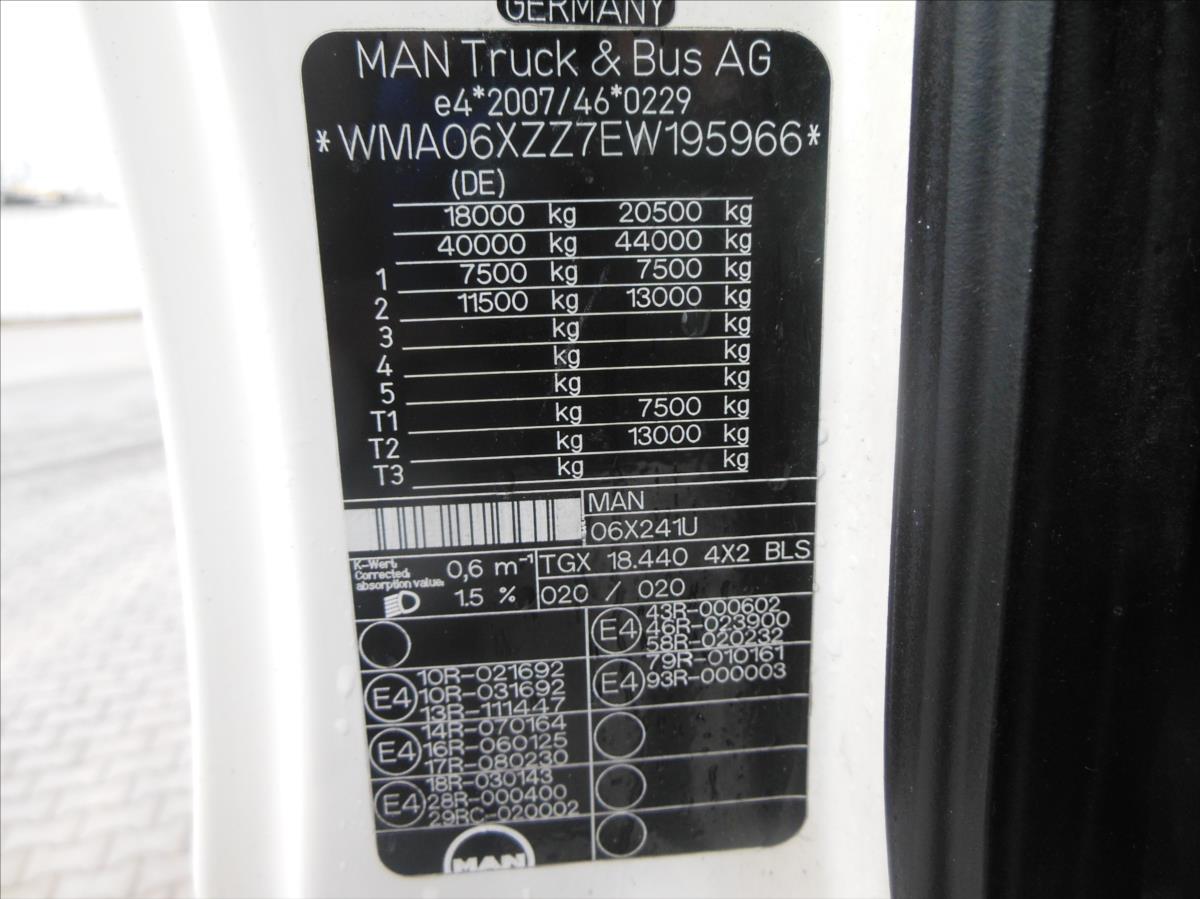 GERMANY
MAN Truck & Bus AG
e4*2007/46*0229
*WMA06XZZ7EW195966*
(DE)
18000 kg 20500 kg
40000 kg 44000 kg
1 7500 kg 7500 kg
2 11500 kg 13000 kg
3 kg kg
4 kg kg
5 kg kg
T1 kg 7500 kg
T2 kg 13000 kg
T3 kg kg
MAN
06X241U
K-Wert:
Corrected
absorption value:
0,6 m⁻¹
TGX 18.440 4X2 BLS
1.5 %
020 / 020
E4
43R-000602
46R-023900
58R-020232
E4
79R-010161
93R-000003
E4
10R-021692
10R-031692
13R-111447
E4
14R-070164
16R-060125
17R-080230
E4
18R-030143
28R-000400
29RC-020002
MAN